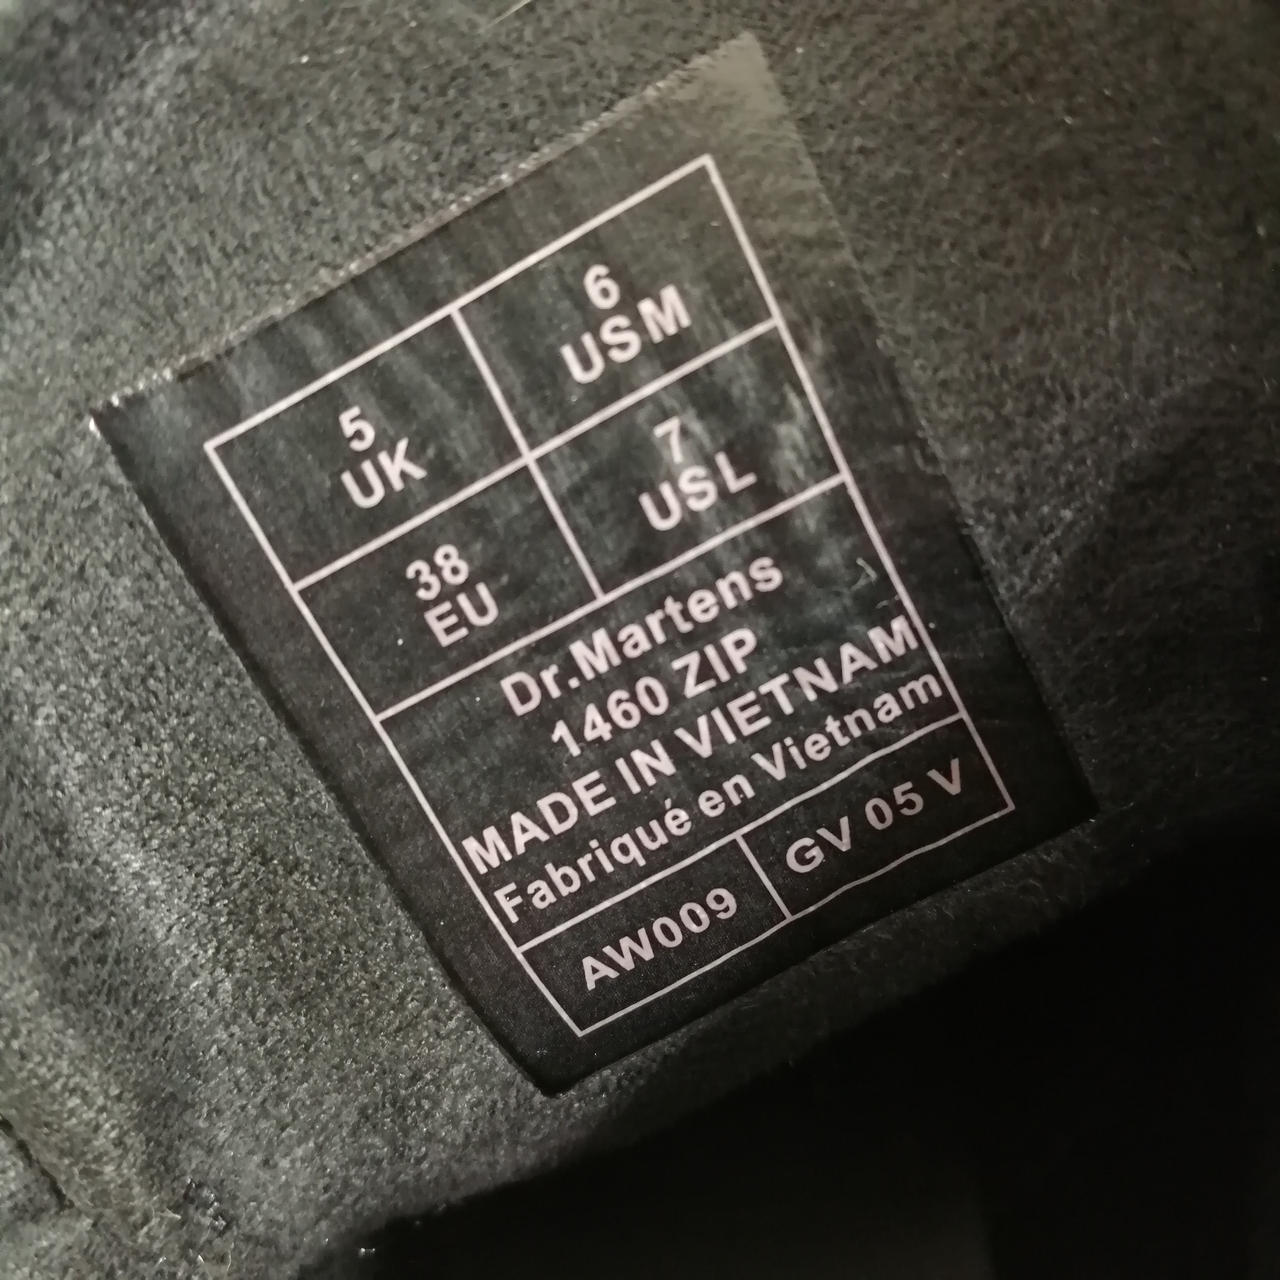 5
UK
6
USM
38
EU
7
USL
Dr.Martens
1460 ZIP
MADE IN VIETNAM
Fabriqué en Vietnam
AW009
GV 05 V